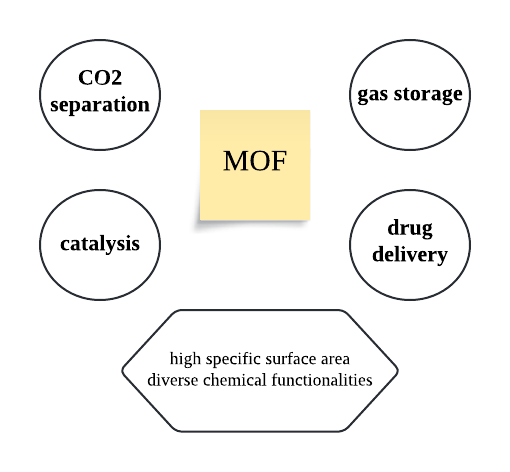 CO2
separation
gas storage
MOF
catalysis
drug
delivery
high specific surface area
diverse chemical functionalities